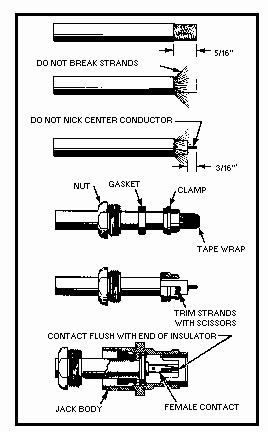 5/16"
DO NOT BREAK STRANDS
DO NOT NICK CENTER CONDUCTOR
3/16"
GASKET
NUT
CLAMP
TAPE WRAP
TRIM STRANDS
WITH SCISSORS
CONTACT FLUSH WITH END OF INSULATOR
JACK BODY
FEMALE CONTACT